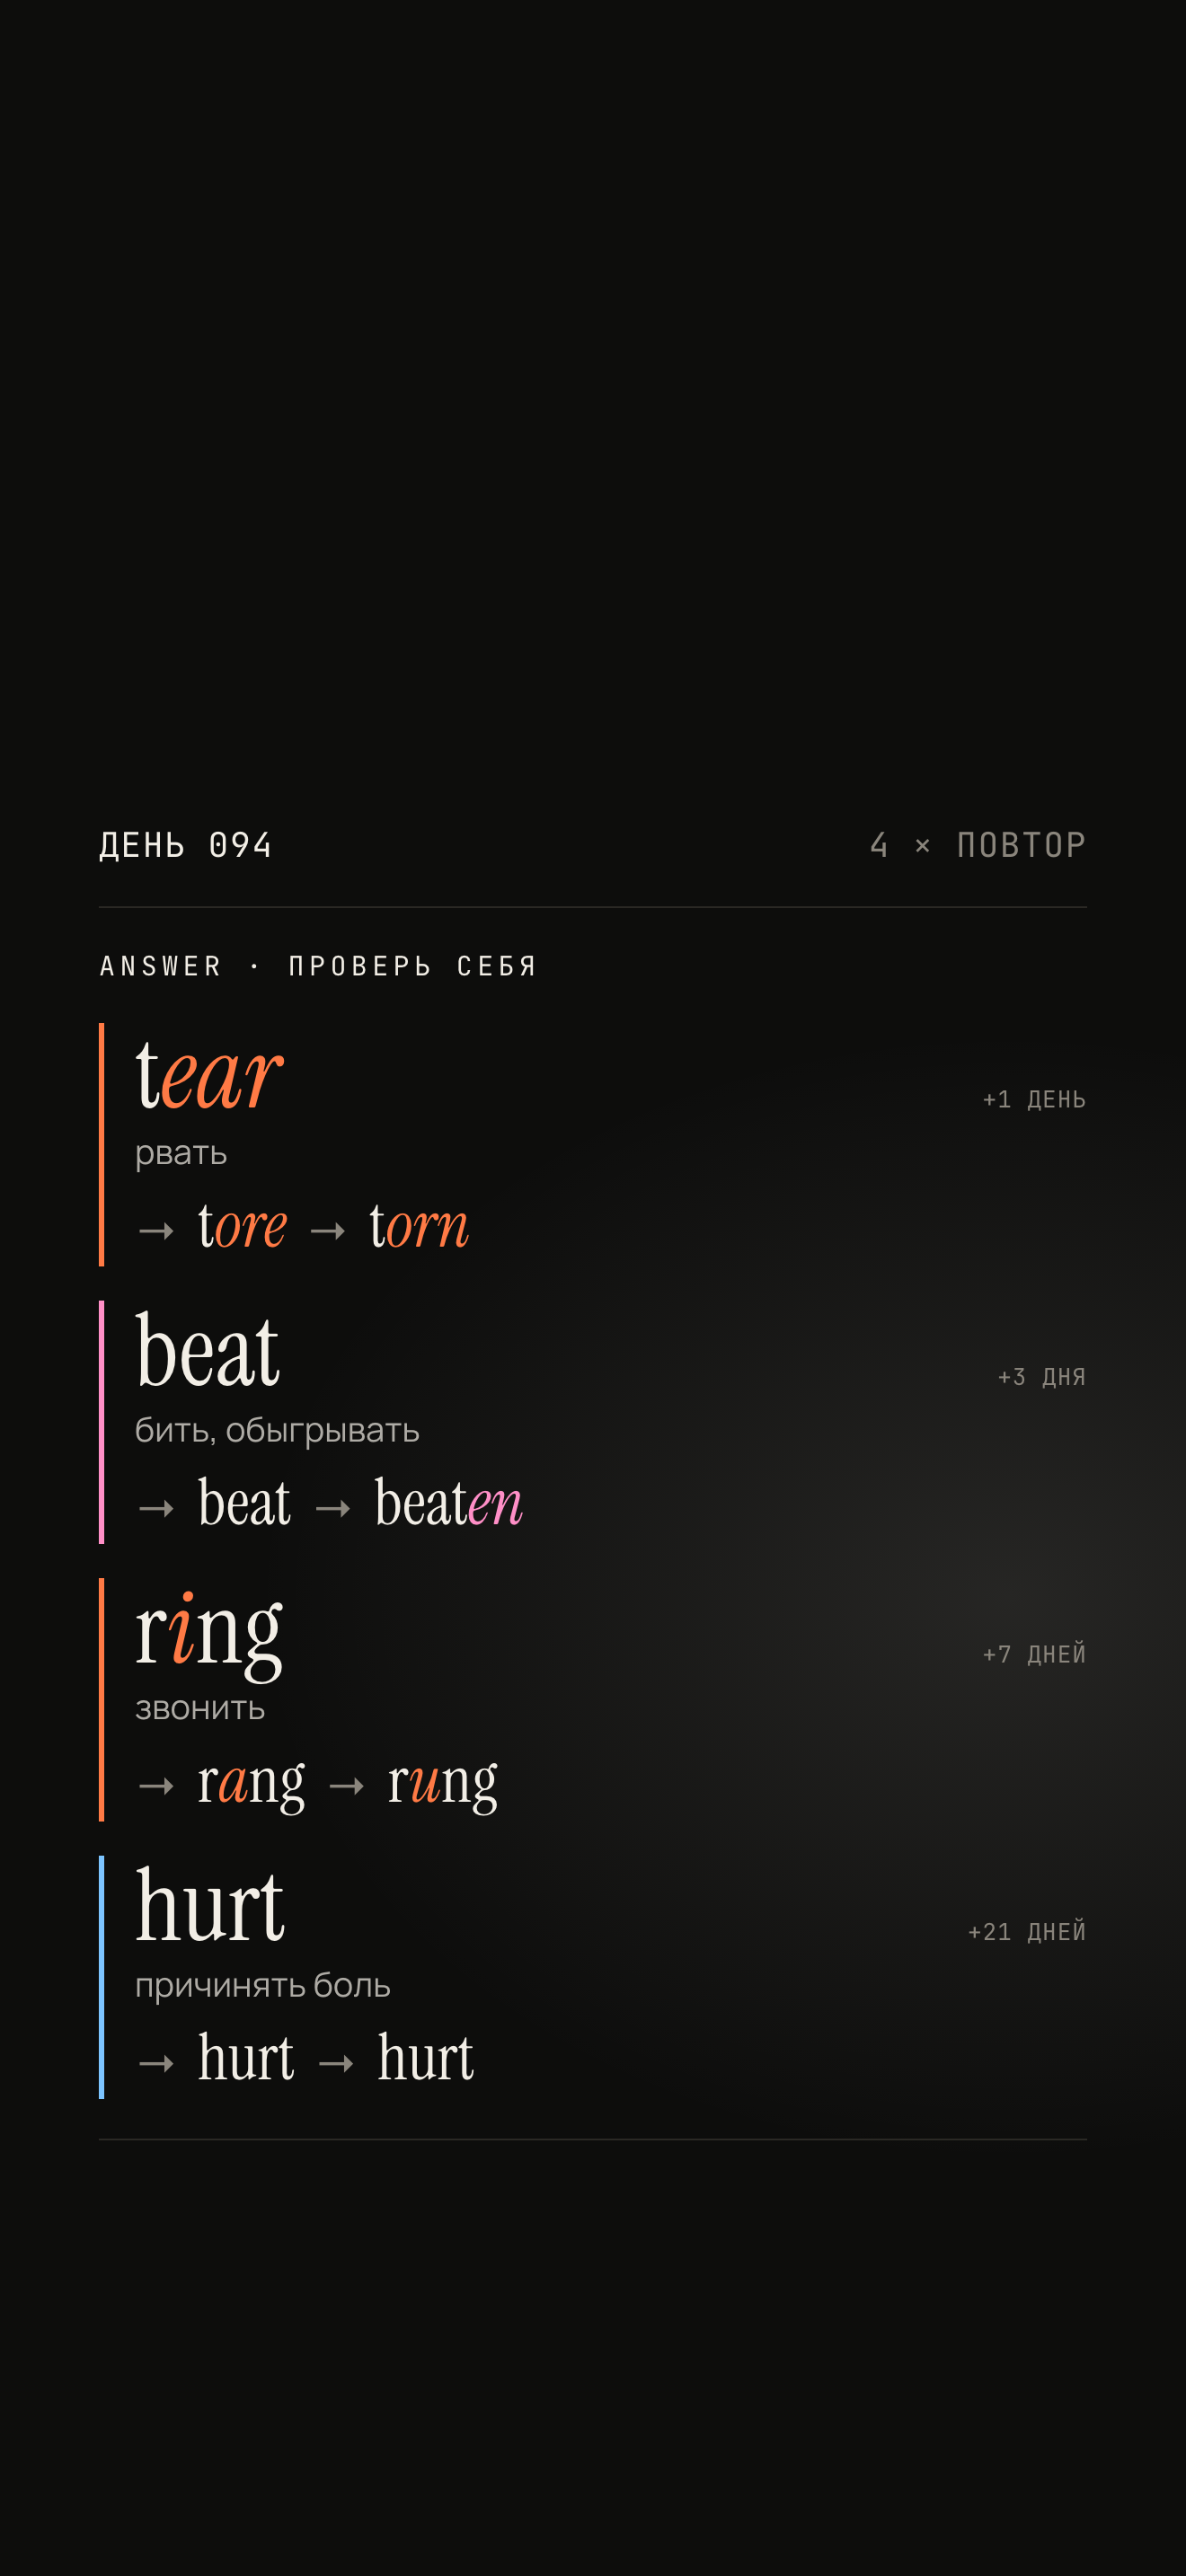 ДЕНЬ 094 4 × ПОВТОР
ANSWER · ПРОВЕРЬ СЕБЯ
tear +1 ДЕНЬ
рвать
→ tore → torn
beat +3 ДНЯ
бить, обыгрывать
→ beat → beaten
ring +7 ДНЕЙ
звонить
→ rang → rung
hurt +21 ДНЕЙ
причинять боль
→ hurt → hurt